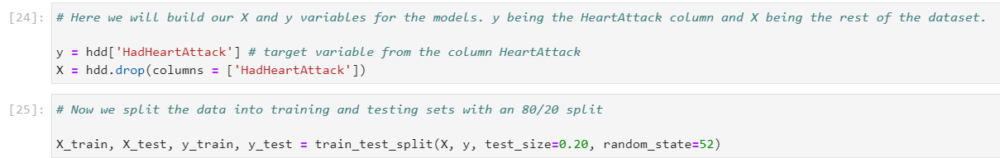 [24]: # Here we will build our X and y variables for the models. y being the HeartAttack column and X being the rest of the dataset.
y = hdd['HadHeartAttack'] # target variable from the column HeartAttack
X = hdd.drop(columns = ['HadHeartAttack'])
[25]: # Now we split the data into training and testing sets with an 80/20 split
X_train, X_test, y_train, y_test = train_test_split(X, y, test_size=0.20, random_state=52)